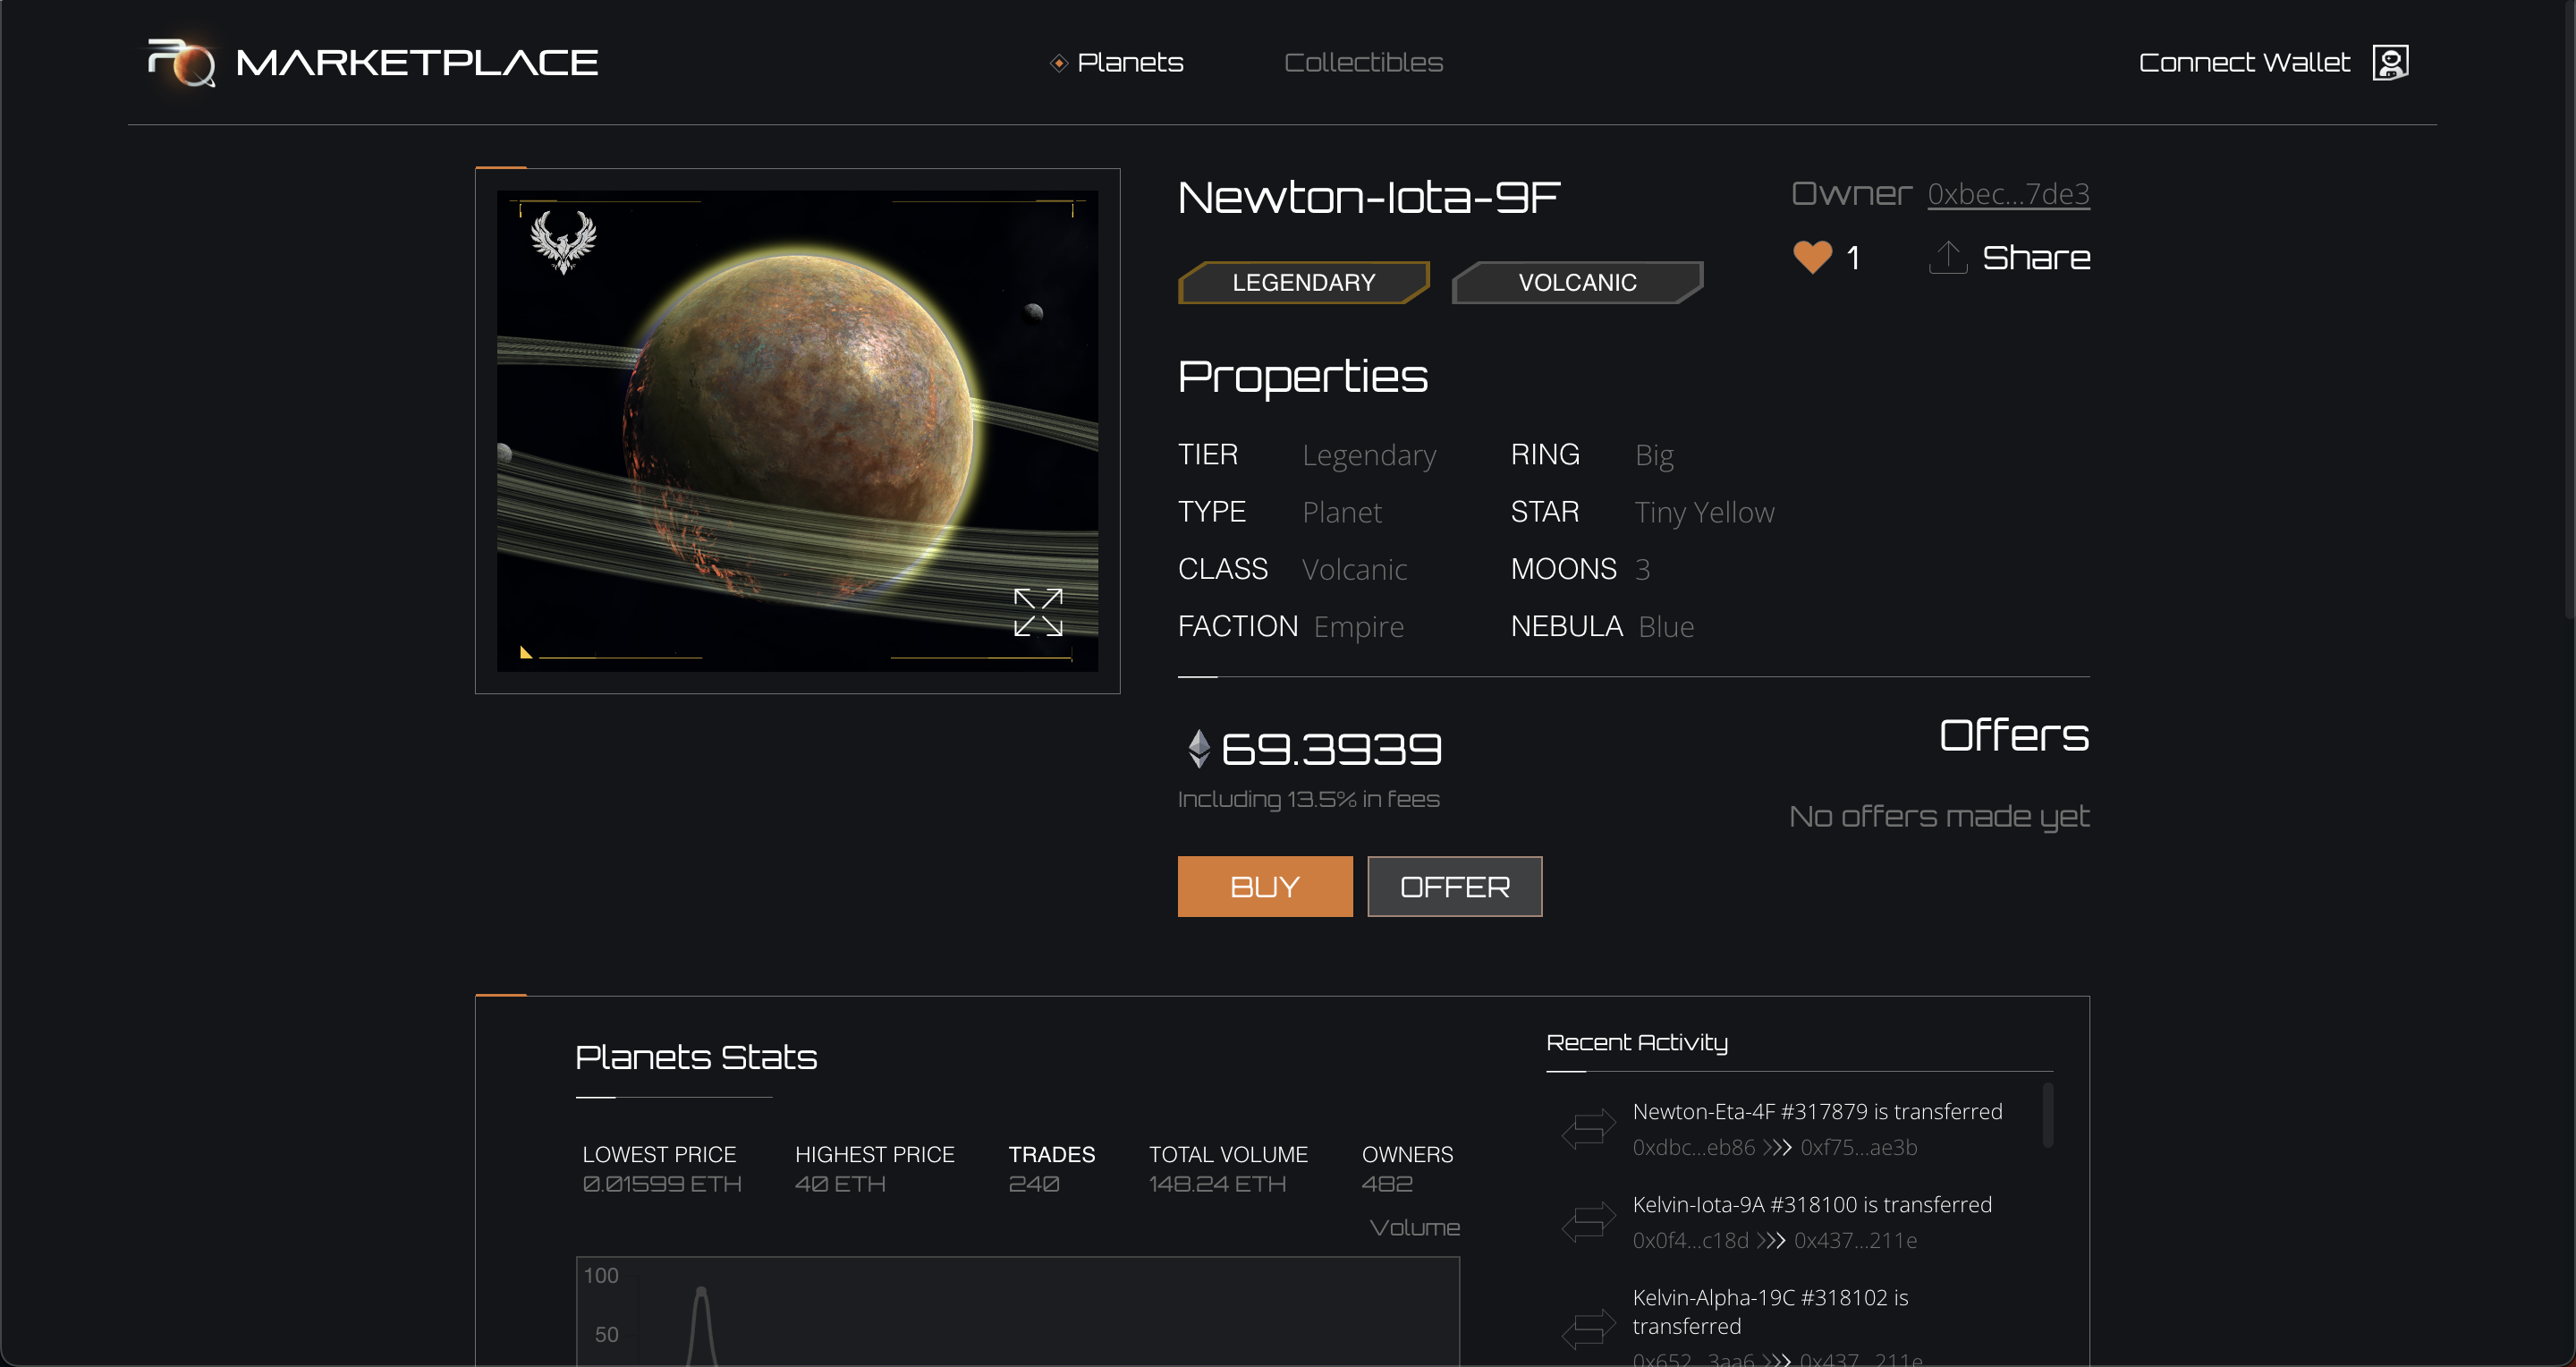 MARKETPLACE
Planets
Collectibles
Connect Wallet
Newton-Iota-9F
Owner 0xbec...7de3
1
Share
LEGENDARY
VOLCANIC
Properties
TIER Legendary
RING Big
TYPE Planet
STAR Tiny Yellow
CLASS Volcanic
MOONS 3
FACTION Empire
NEBULA Blue
69.3939
Including 13.5% in fees
BUY
OFFER
Offers
No offers made yet
Planets Stats
LOWEST PRICE
0.01599 ETH
HIGHEST PRICE
40 ETH
TRADES
240
TOTAL VOLUME
148.24 ETH
OWNERS
482
Volume
100
50
Recent Activity
Newton-Eta-4F #317879 is transferred
0xdbc...eb86 >>> 0xf75...ae3b
Kelvin-Iota-9A #318100 is transferred
0x0f4...c18d >>> 0x437...211e
Kelvin-Alpha-19C #318102 is
transferred
0x652...3aa6 >>> 0x437...211e